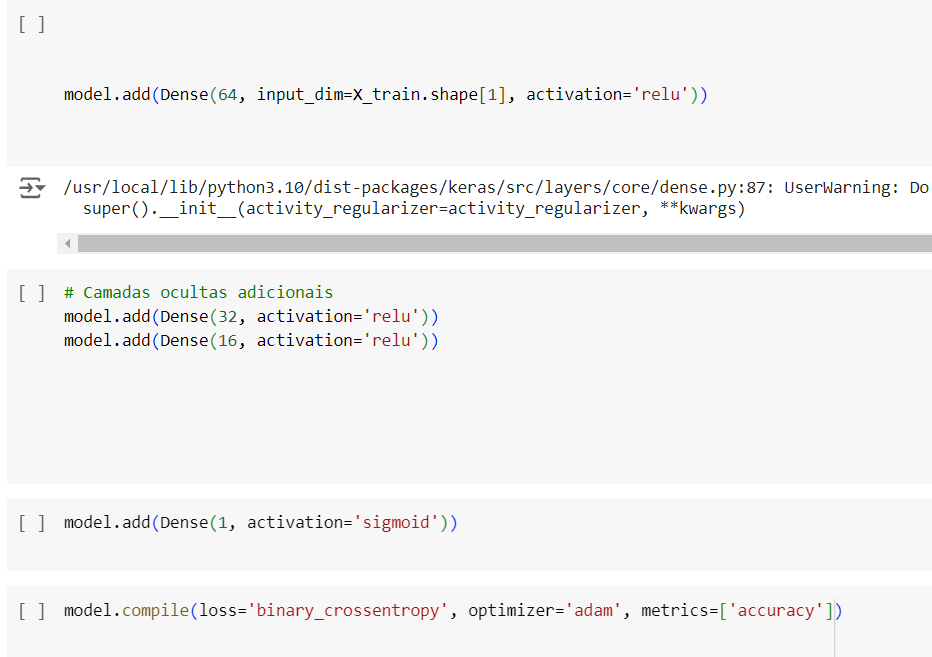 [ ]
model.add(Dense(64, input_dim=X_train.shape[1], activation='relu'))
/usr/local/lib/python3.10/dist-packages/keras/src/layers/core/dense.py:87: UserWarning: Do
super().__init__(activity_regularizer=activity_regularizer, **kwargs)
[ ] # Camadas ocultas adicionais
model.add(Dense(32, activation='relu'))
model.add(Dense(16, activation='relu'))
[ ] model.add(Dense(1, activation='sigmoid'))
[ ] model.compile(loss='binary_crossentropy', optimizer='adam', metrics=['accuracy'])